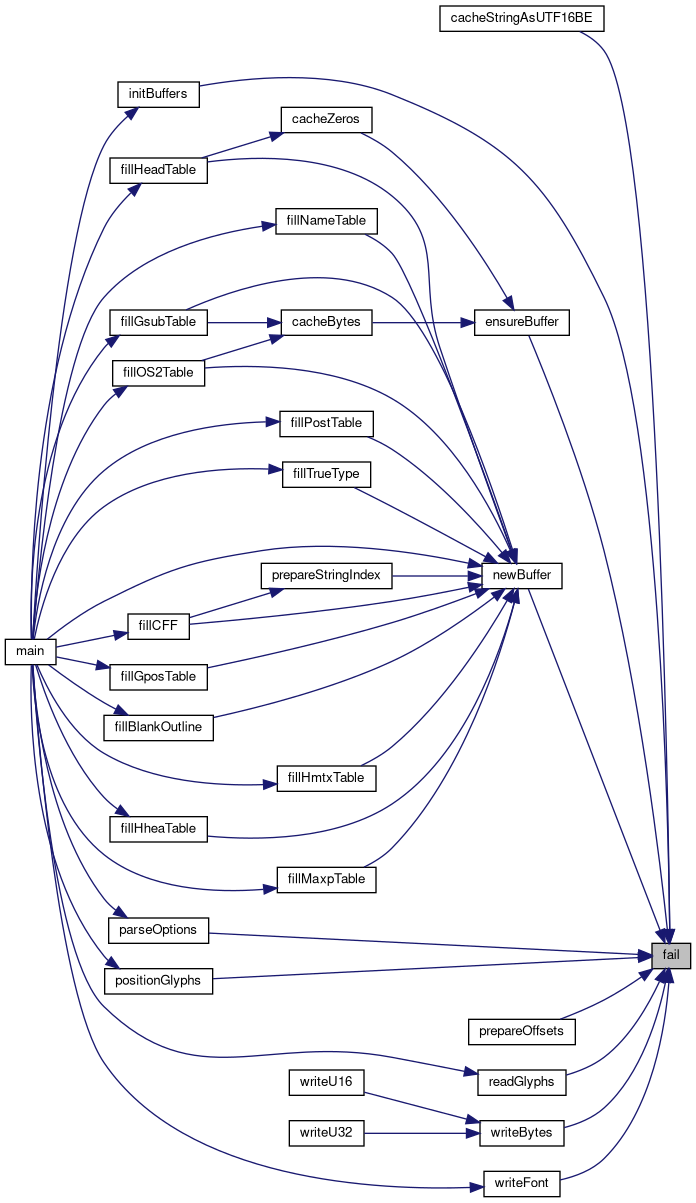 cacheStringAsUTF16BE
initBuffers
cacheZeros
fillHeadTable
fillNameTable
fillGsubTable
cacheBytes
ensureBuffer
fillOS2Table
fillPostTable
fillTrueType
prepareStringIndex
newBuffer
fillCFF
main
fillGposTable
fillBlankOutline
fillHmtxTable
fillHheaTable
fillMaxpTable
parseOptions
fail
positionGlyphs
prepareOffsets
writeU16
readGlyphs
writeU32
writeBytes
writeFont